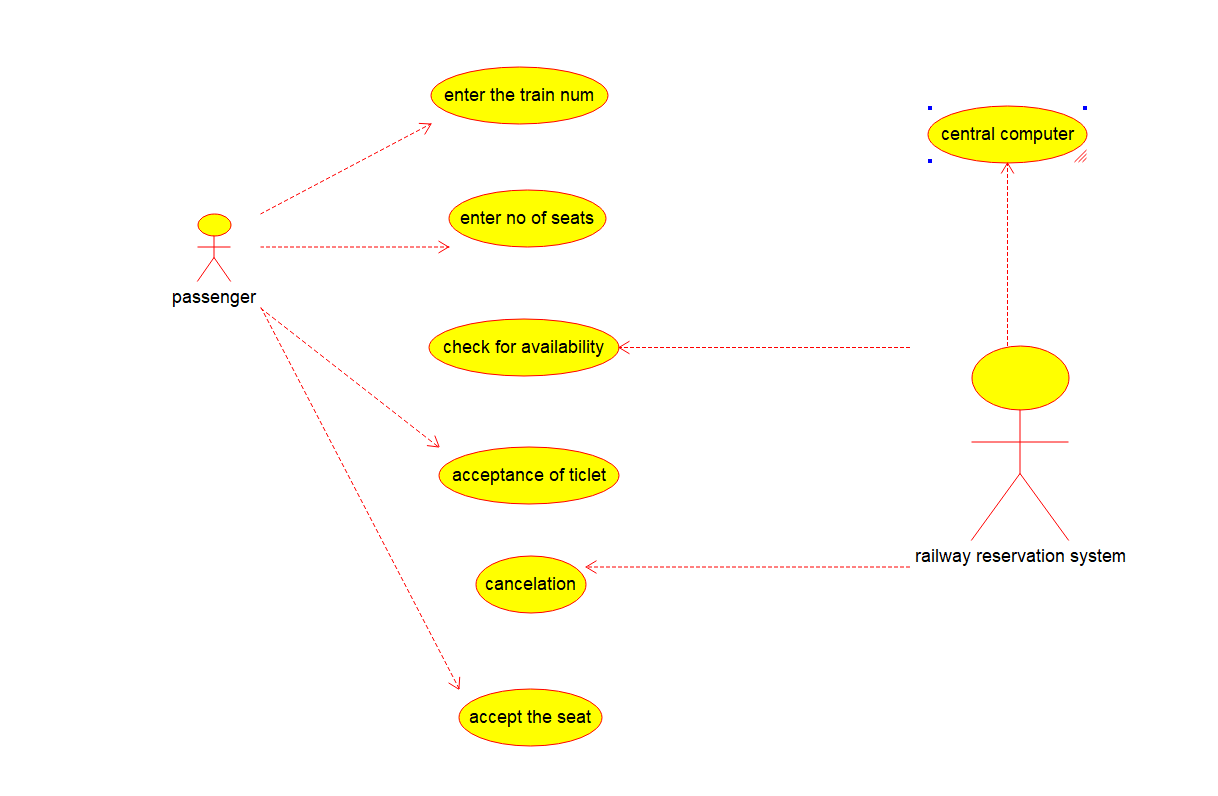 enter the train num
central computer
enter no of seats
passenger
check for availability
acceptance of ticlet
railway reservation system
cancelation
accept the seat